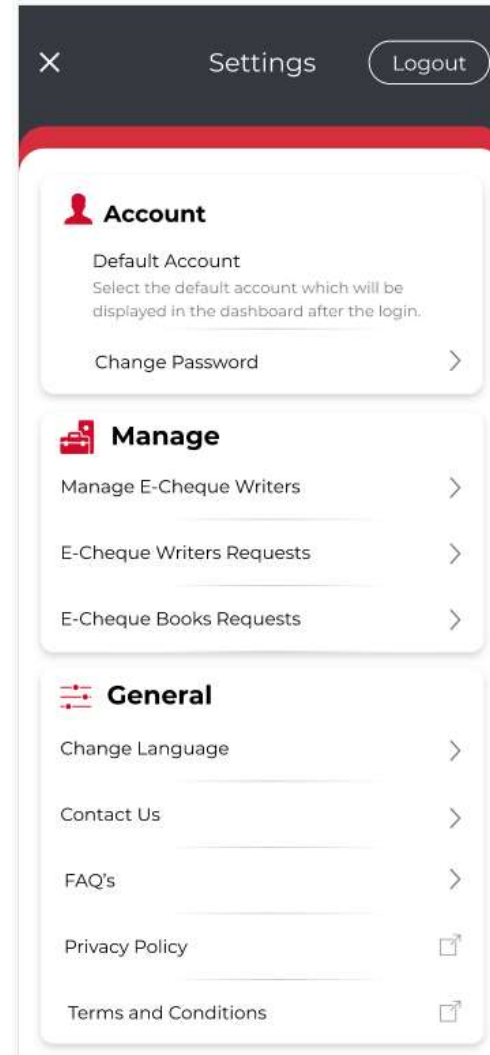 Settings
Logout
Account
Default Account
Select the default account which will be
displayed in the dashboard after the login.
Change Password
Manage
Manage E-Cheque Writers
E-Cheque Writers Requests
E-Cheque Books Requests
General
Change Language
Contact Us
FAQ's
Privacy Policy
Terms and Conditions